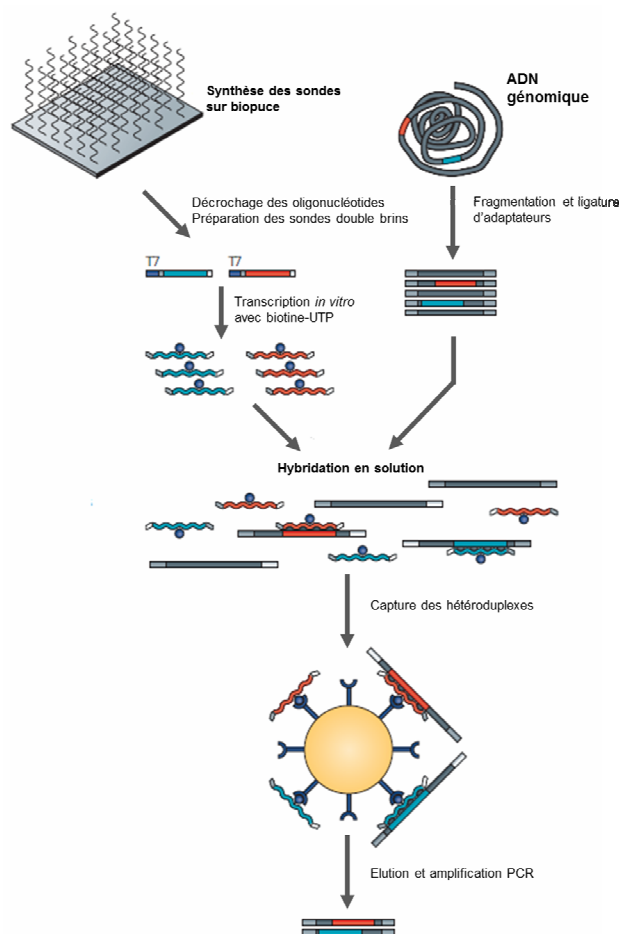 Synthèse des sondes
sur biopuce
ADN
génomique
Décrochage des oligonucléotides
Préparation des sondes double brins
Fragmentation et ligature
d'adaptateurs
T7 T7
Transcription in vitro
avec biotine-UTP
Hybridation en solution
Capture des hétéroduplexes
Elution et amplification PCR